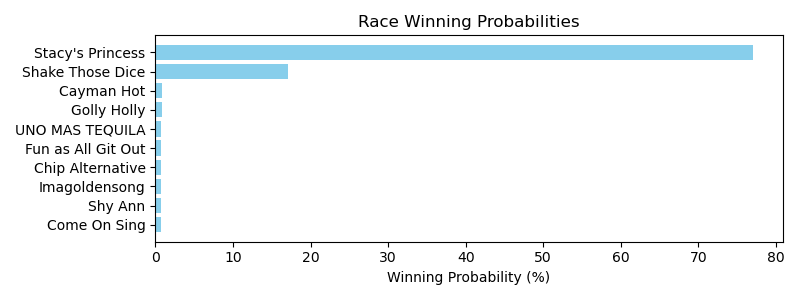 Race Winning Probabilities
Stacy's Princess
Shake Those Dice
Cayman Hot
Golly Holly
UNO MAS TEQUILA
Fun as All Git Out
Chip Alternative
Imagoldensong
Shy Ann
Come On Sing
0 10 20 30 40 50 60 70 80
Winning Probability (%)